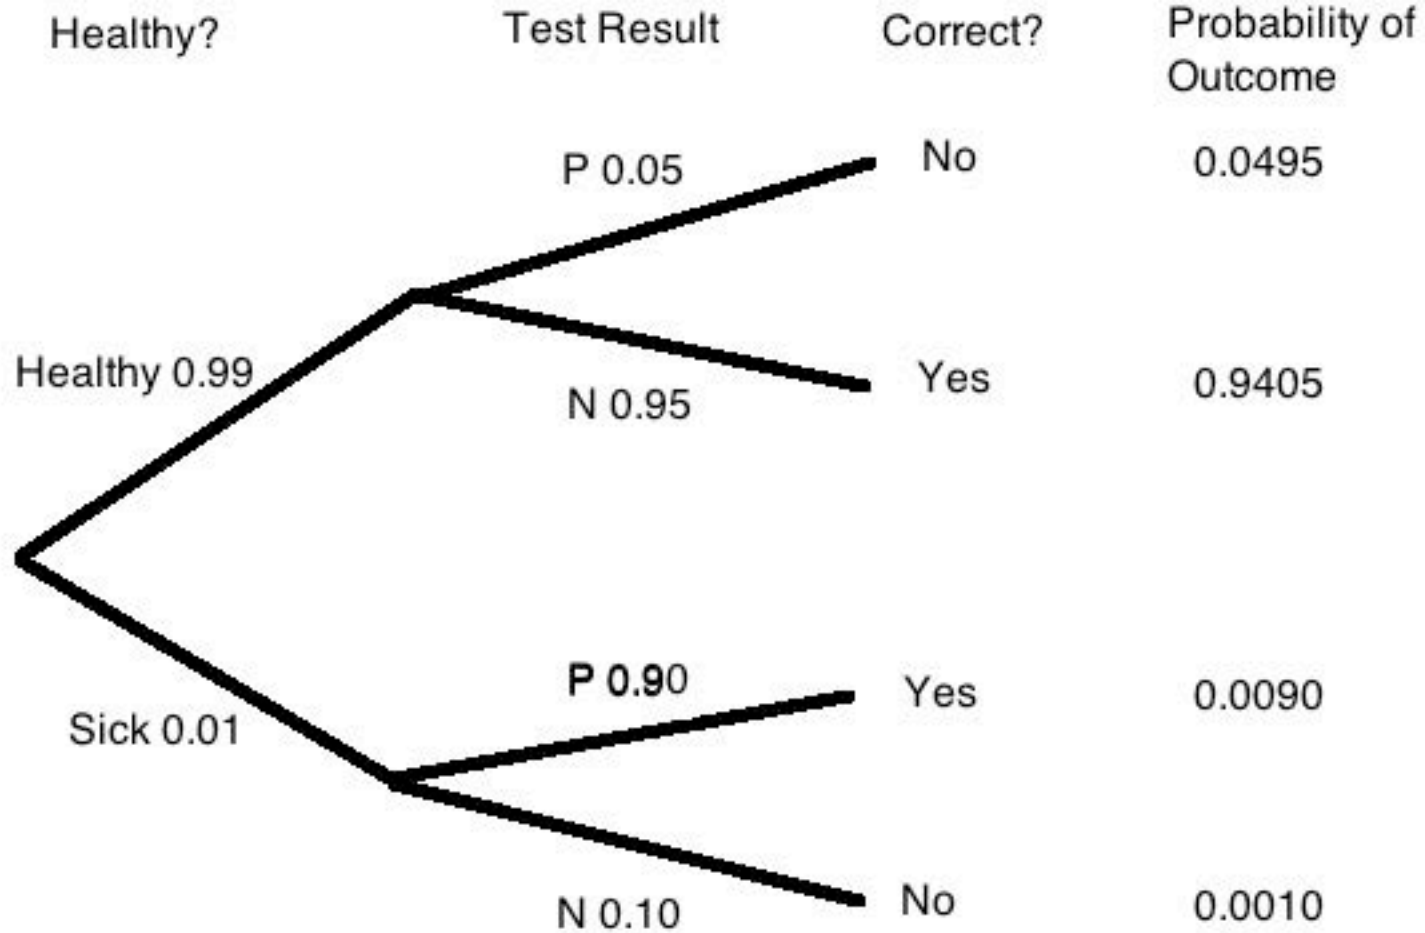 Healthy?
Test Result
Correct?
Probability of
Outcome
P 0.05
No
0.0495
Healthy 0.99
N 0.95
Yes
0.9405
Sick 0.01
P 0.90
Yes
0.0090
N 0.10
No
0.0010